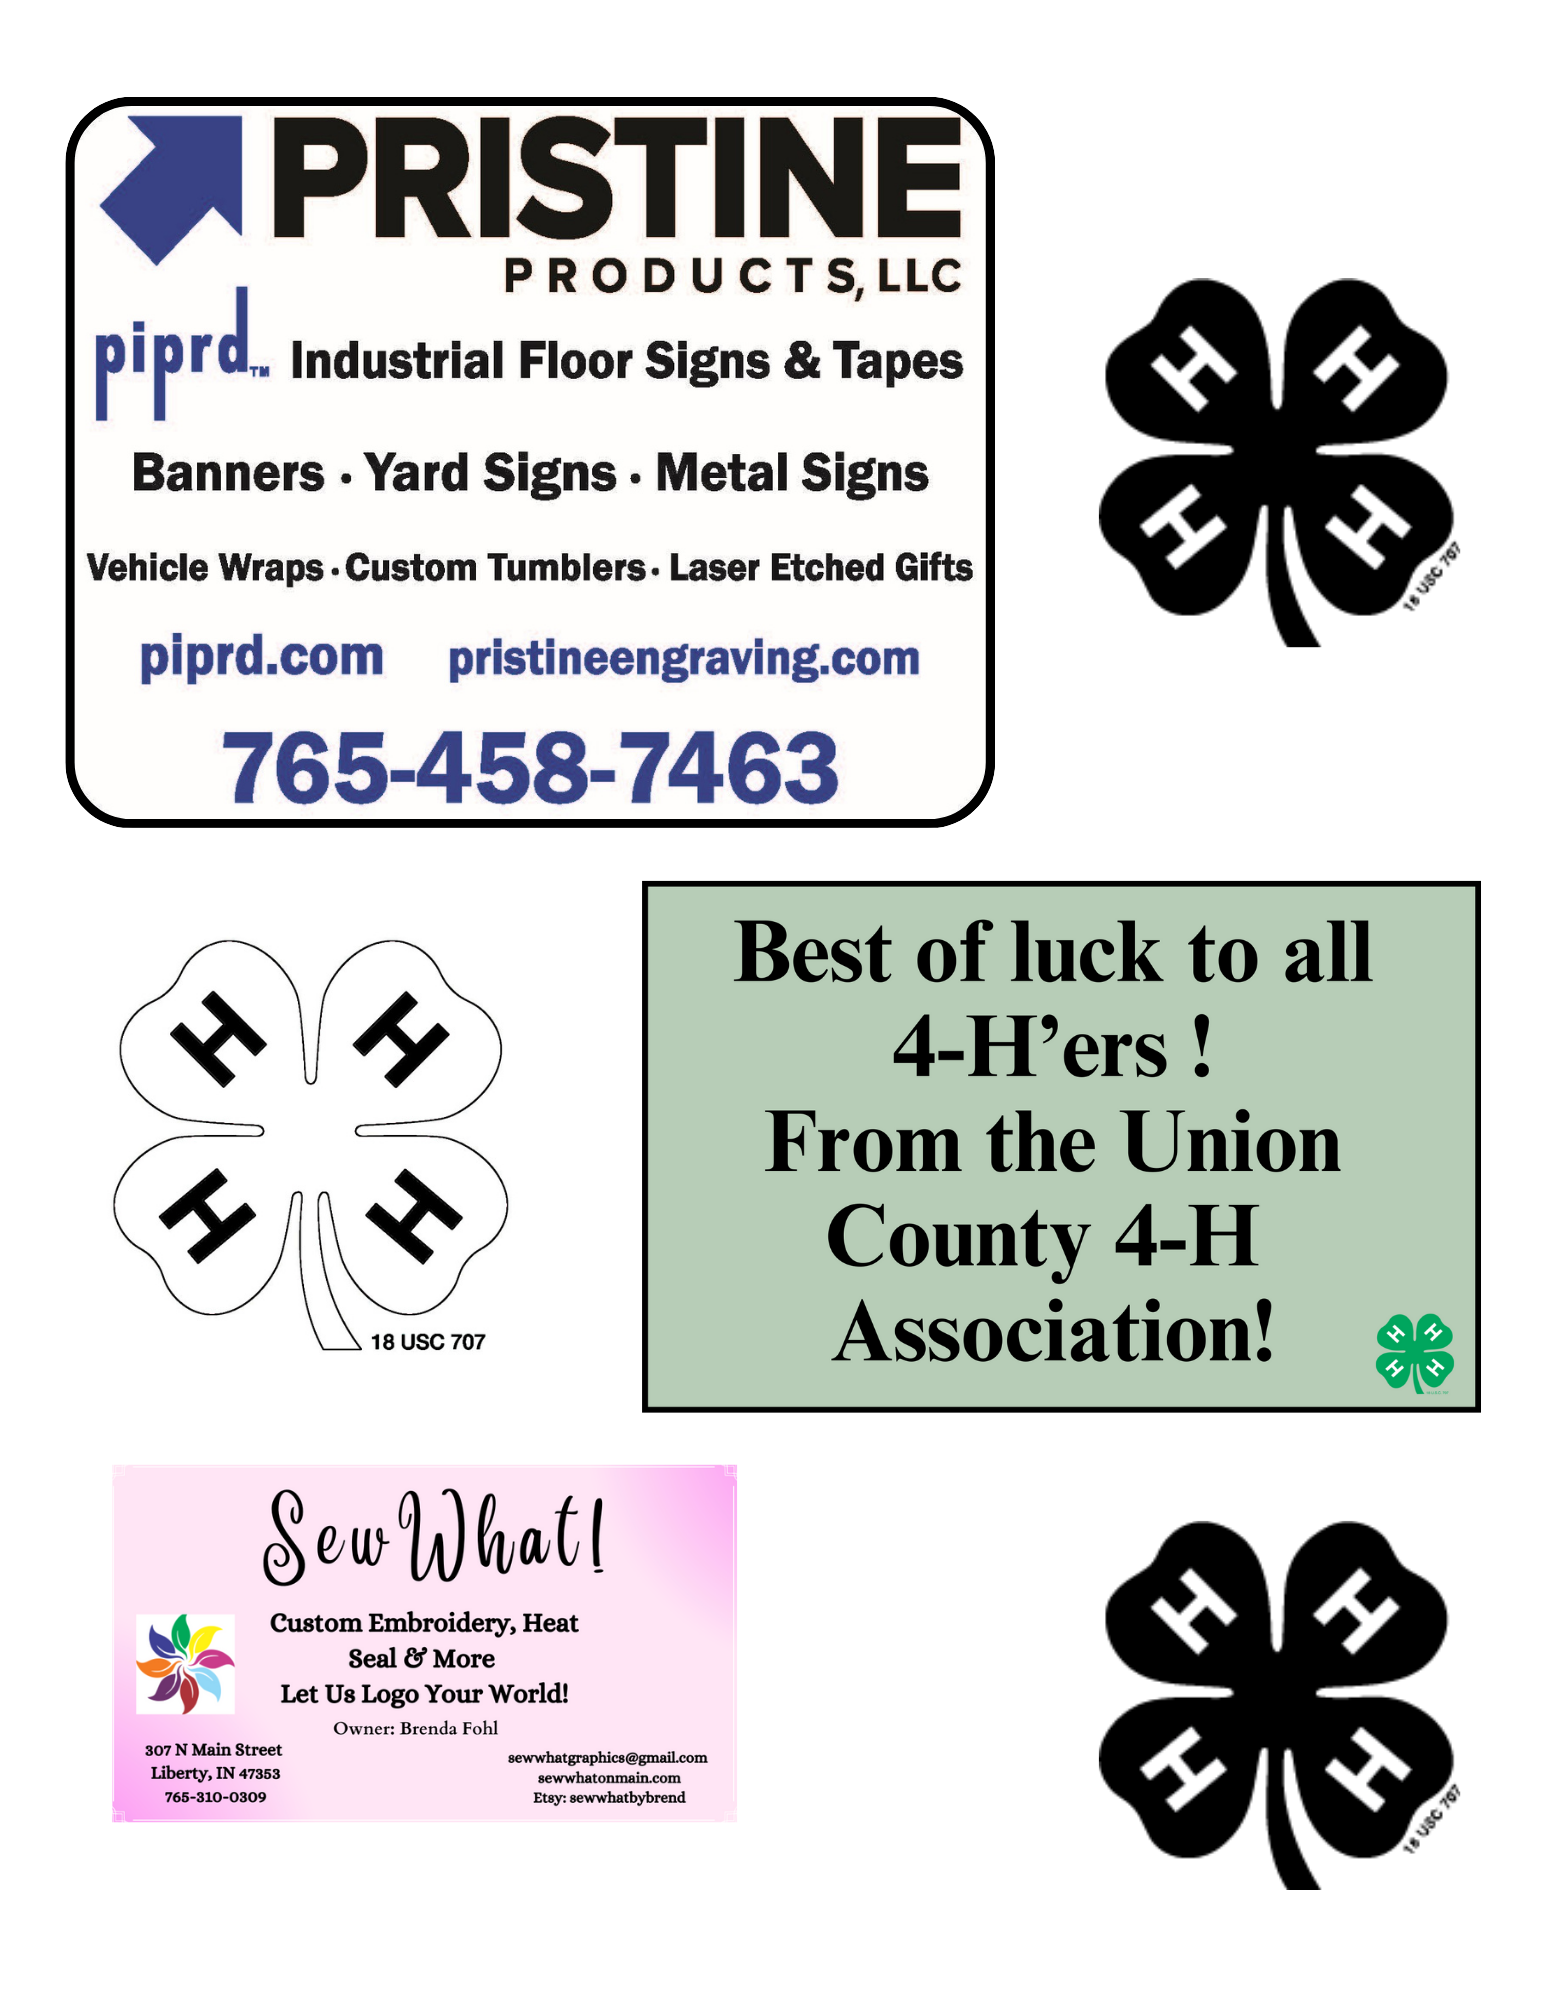 PRISTINE
PRODUCTS, LLC
piprd™ Industrial Floor Signs & Tapes
Banners · Yard Signs · Metal Signs
Vehicle Wraps · Custom Tumblers · Laser Etched Gifts
piprd.com pristineengraving.com
765-458-7463
H H
H H
18 USC 707
H H
H H
18 USC 707
Best of luck to all
4-H’ers !
From the Union
County 4-H
Association!
H H
H H
Sew What!
Custom Embroidery, Heat
Seal & More
Let Us Logo Your World!
Owner: Brenda Fohl
307 N Main Street
Liberty, IN 47353
765-310-0309
sewwhatgraphics@gmail.com
sewwhatonmain.com
Etsy: sewwhatbybrend
H H
H H
18 USC 707